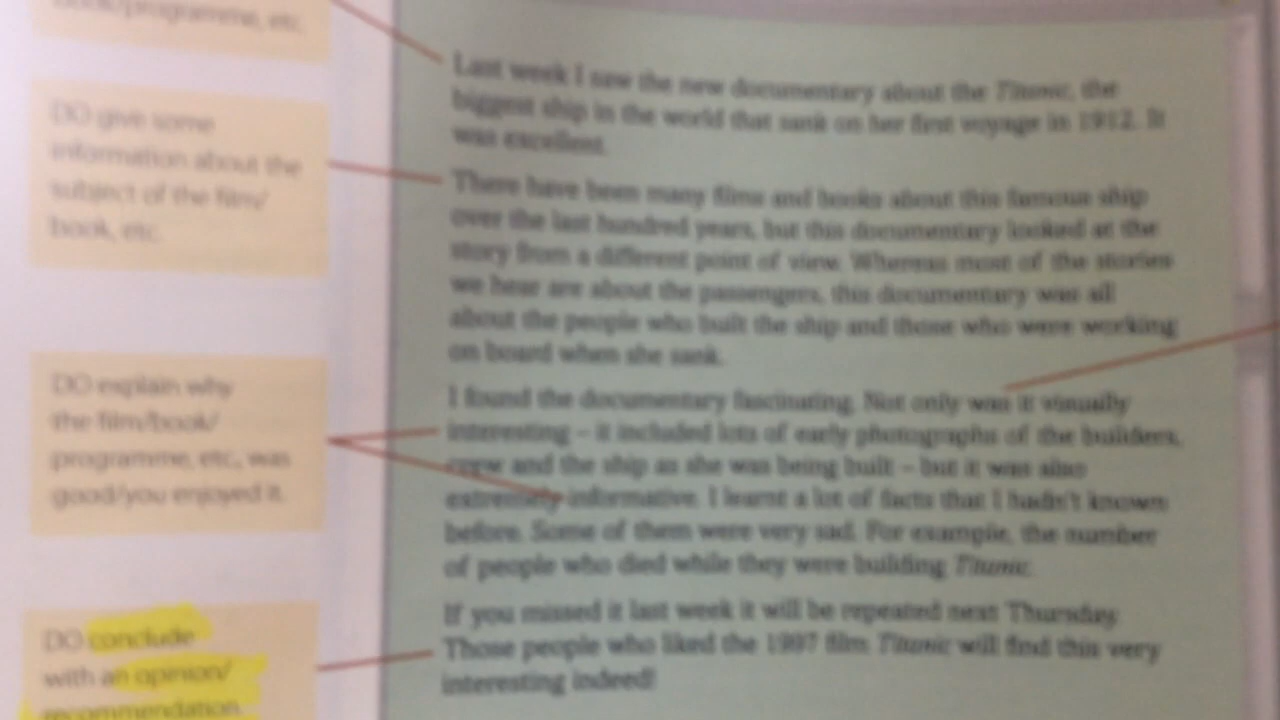 book/programme, etc.
DO give some
information about the
subject of the film/
book, etc.
DO explain why
the film/book/
programme, etc, was
good/you enjoyed it.
DO conclude
with an opinion/
recommendation.
Last week I saw the new documentary about the Titanic, the
biggest ship in the world that sank on her first voyage in 1912. It
was excellent.
There have been many films and books about this famous ship
over the last hundred years, but this documentary looked at the
story from a different point of view. Whereas most of the stories
we hear are about the passengers, this documentary was all
about the people who built the ship and those who were working
on board when she sank.
I found the documentary fascinating. Not only was it visually
interesting – it included lots of early photographs of the builders,
crew and the ship as she was being built – but it was also
extremely informative. I learnt a lot of facts that I hadn't known
before. Some of them were very sad. For example, the number
of people who died while they were building Titanic.
If you missed it last week it will be repeated next Thursday.
Those people who liked the 1997 film Titanic will find this very
interesting indeed!